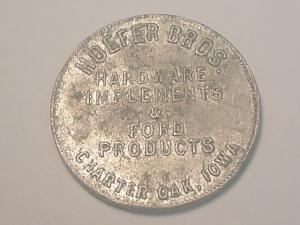 HOEFER BROS.
HARDWARE
IMPLEMENTS
&
FORD
PRODUCTS
CHARTER OAK, IOWA